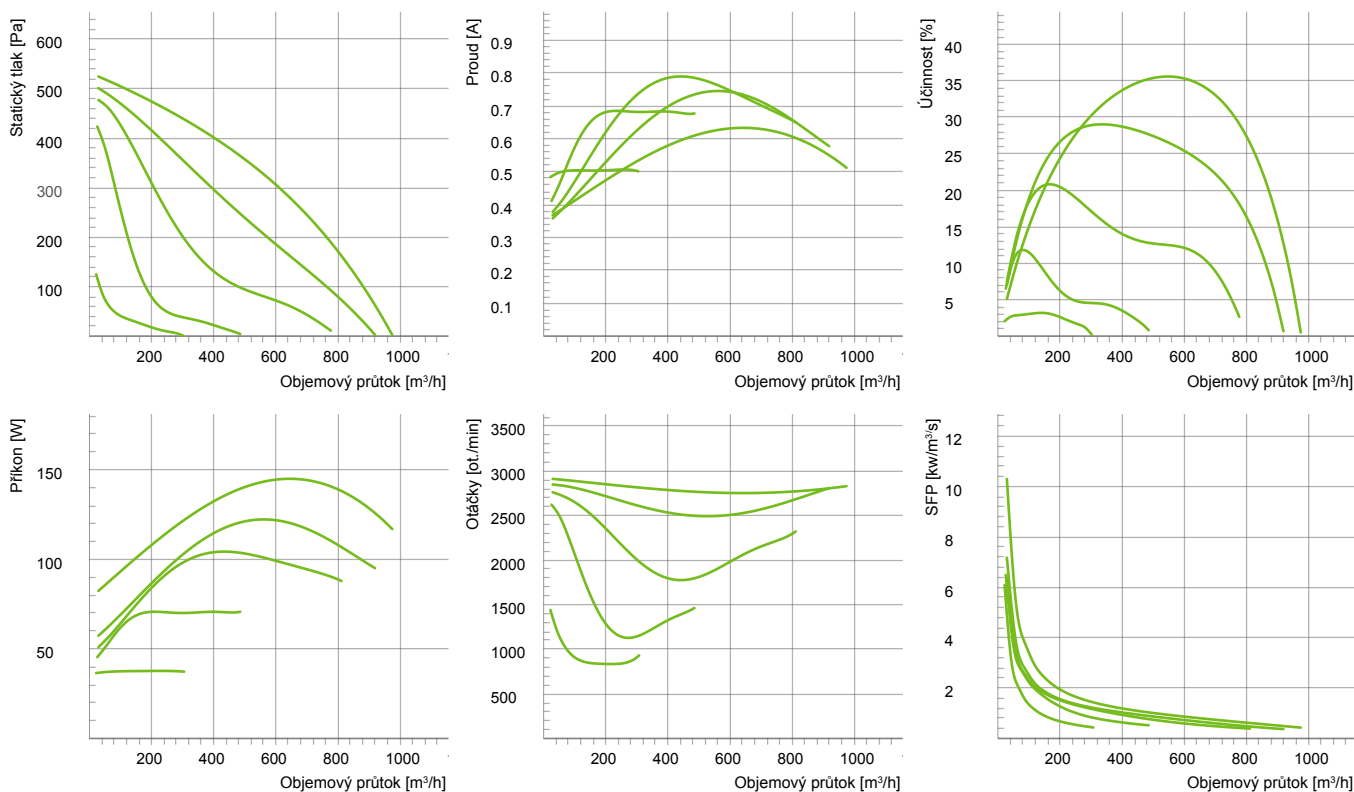 Statický tlak [Pa]
600
500
400
300
200
100
200 400 600 800 1000
Objemový průtok [m³/h]
Proud [A]
0.9
0.8
0.7
0.6
0.5
0.4
0.3
0.2
0.1
200 400 600 800 1000
Objemový průtok [m³/h]
Účinnost [%]
40
35
30
25
20
15
10
5
200 400 600 800 1000
Objemový průtok [m³/h]
Příkon [W]
150
100
50
200 400 600 800 1000
Objemový průtok [m³/h]
Otáčky [ot./min]
3500
3000
2500
2000
1500
1000
500
200 400 600 800 1000
Objemový průtok [m³/h]
SFP [kw/m³/s]
12
10
8
6
4
2
200 400 600 800 1000
Objemový průtok [m³/h]